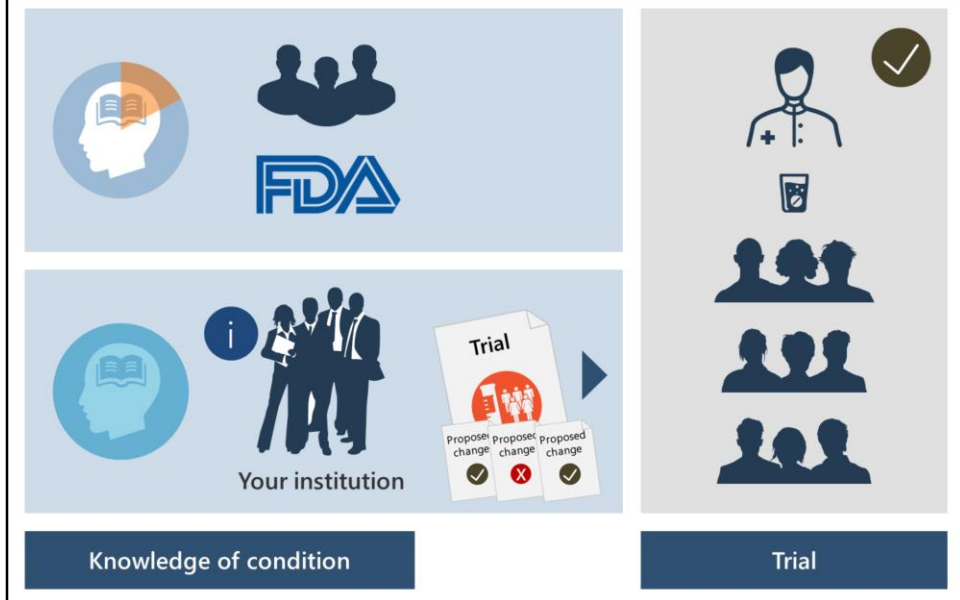 FDA
i
Trial
Proposed
change
Proposed
change
X
Proposed
change
Your institution
Knowledge of condition
Trial